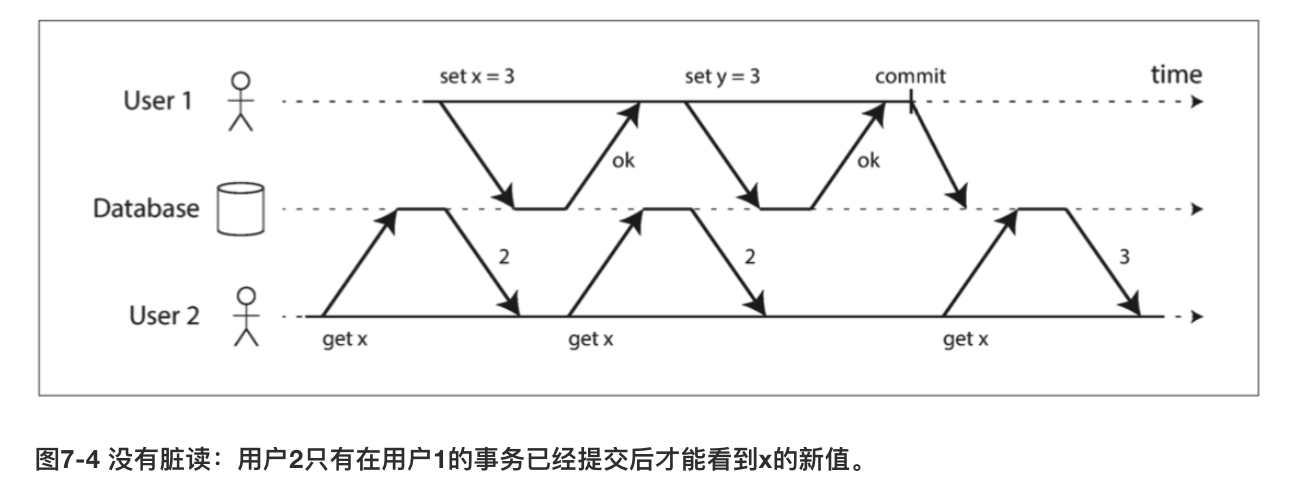 set x = 3 set y = 3 commit time
User 1
ok ok
Database
2 2 3
User 2
get x get x get x
图7-4 没有脏读：用户2只有在用户1的事务已经提交后才能看到x的新值。